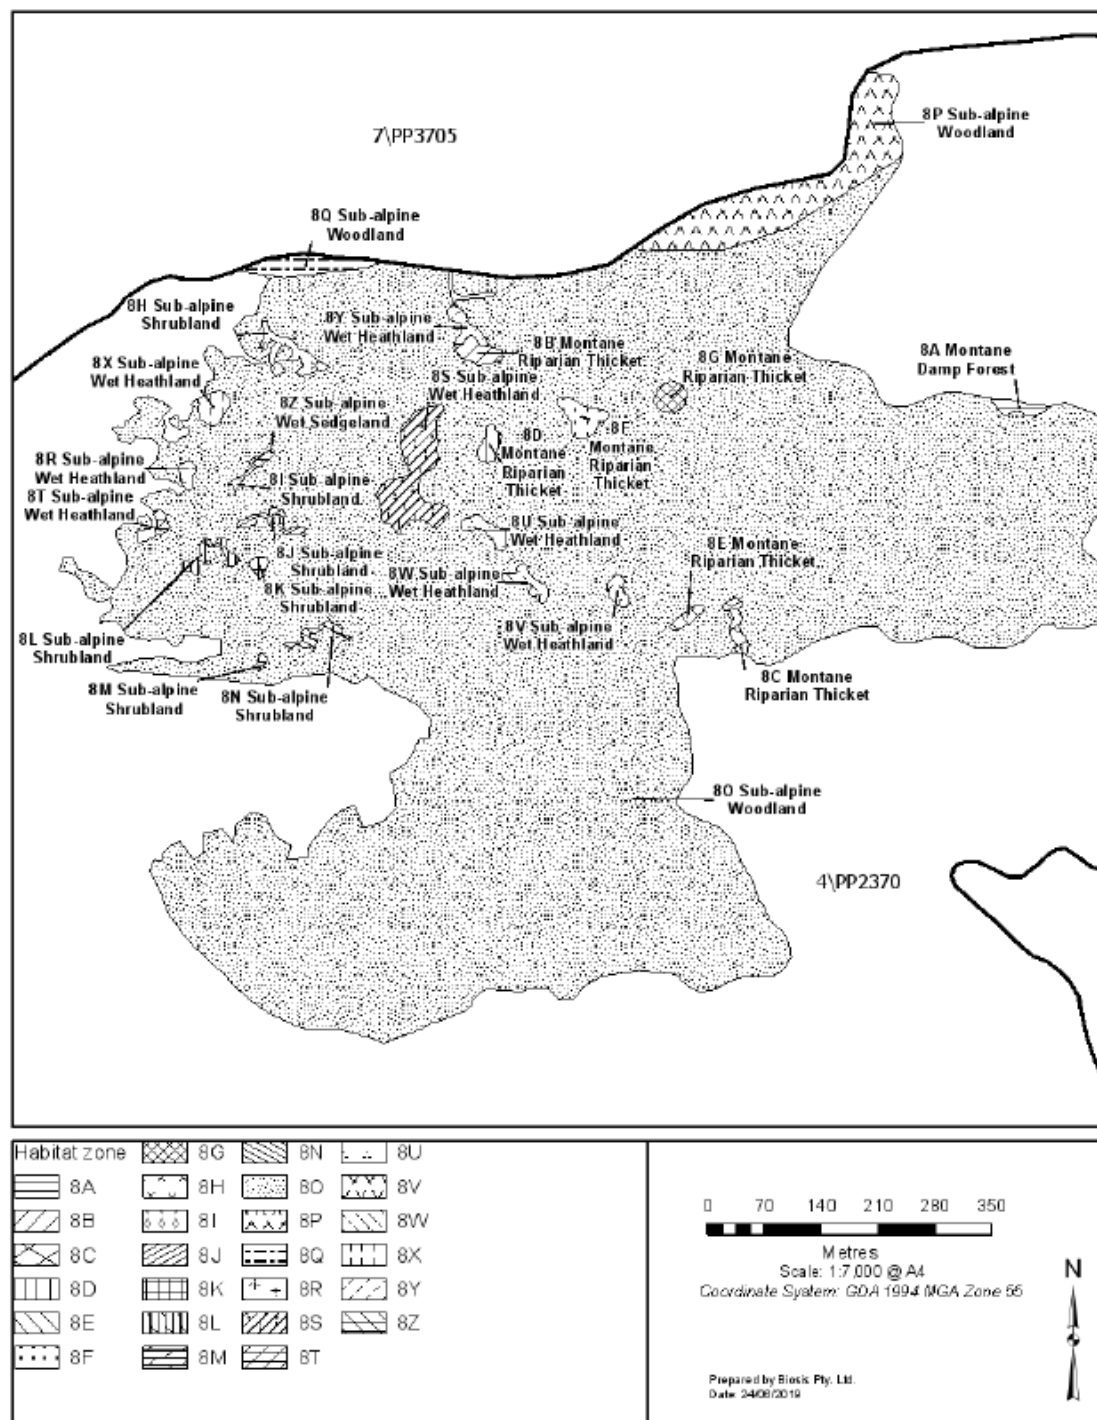 7\PP3705
8P Sub-alpine
Woodland
8Q Sub-alpine
Woodland
8H Sub-alpine
Shrubland
8Y Sub-alpine
Wet Heathland
8B Montane
Riparian Thicket
8G Montane
Riparian Thicket
8A Montane
Damp Forest
8X Sub-alpine
Wet Heathland
8S Sub-alpine
Wet Heathland
8Z Sub-alpine
Wet Sedgeland
8D
Montane
Riparian
Thicket
8F
Montane
Riparian
Thicket
8R Sub-alpine
Wet Heathland
8I Sub-alpine
Shrubland
8T Sub-alpine
Wet Heathland
8U Sub-alpine
Wet Heathland
8J Sub-alpine
Shrubland
8E Montane
Riparian Thicket
8W Sub-alpine
Wet Heathland
8K Sub-alpine
Shrubland
8V Sub-alpine
Wet Heathland
8L Sub-alpine
Shrubland
8M Sub-alpine
Shrubland
8N Sub-alpine
Shrubland
8C Montane
Riparian Thicket
8O Sub-alpine
Woodland
4\PP2370
Habitat zone
8A
8B
8C
8D
8E
8F
8G
8H
8I
8J
8K
8L
8M
8N
8O
8P
8Q
8R
8S
8T
8U
8V
8W
8X
8Y
8Z
0 70 140 210 280 350
Metres
Scale: 1:7,000 @ A4
Coordinate System: GDA 1994 MGA Zone 55
N
Prepared by Biosis Pty. Ltd.
Date: 24/06/2019